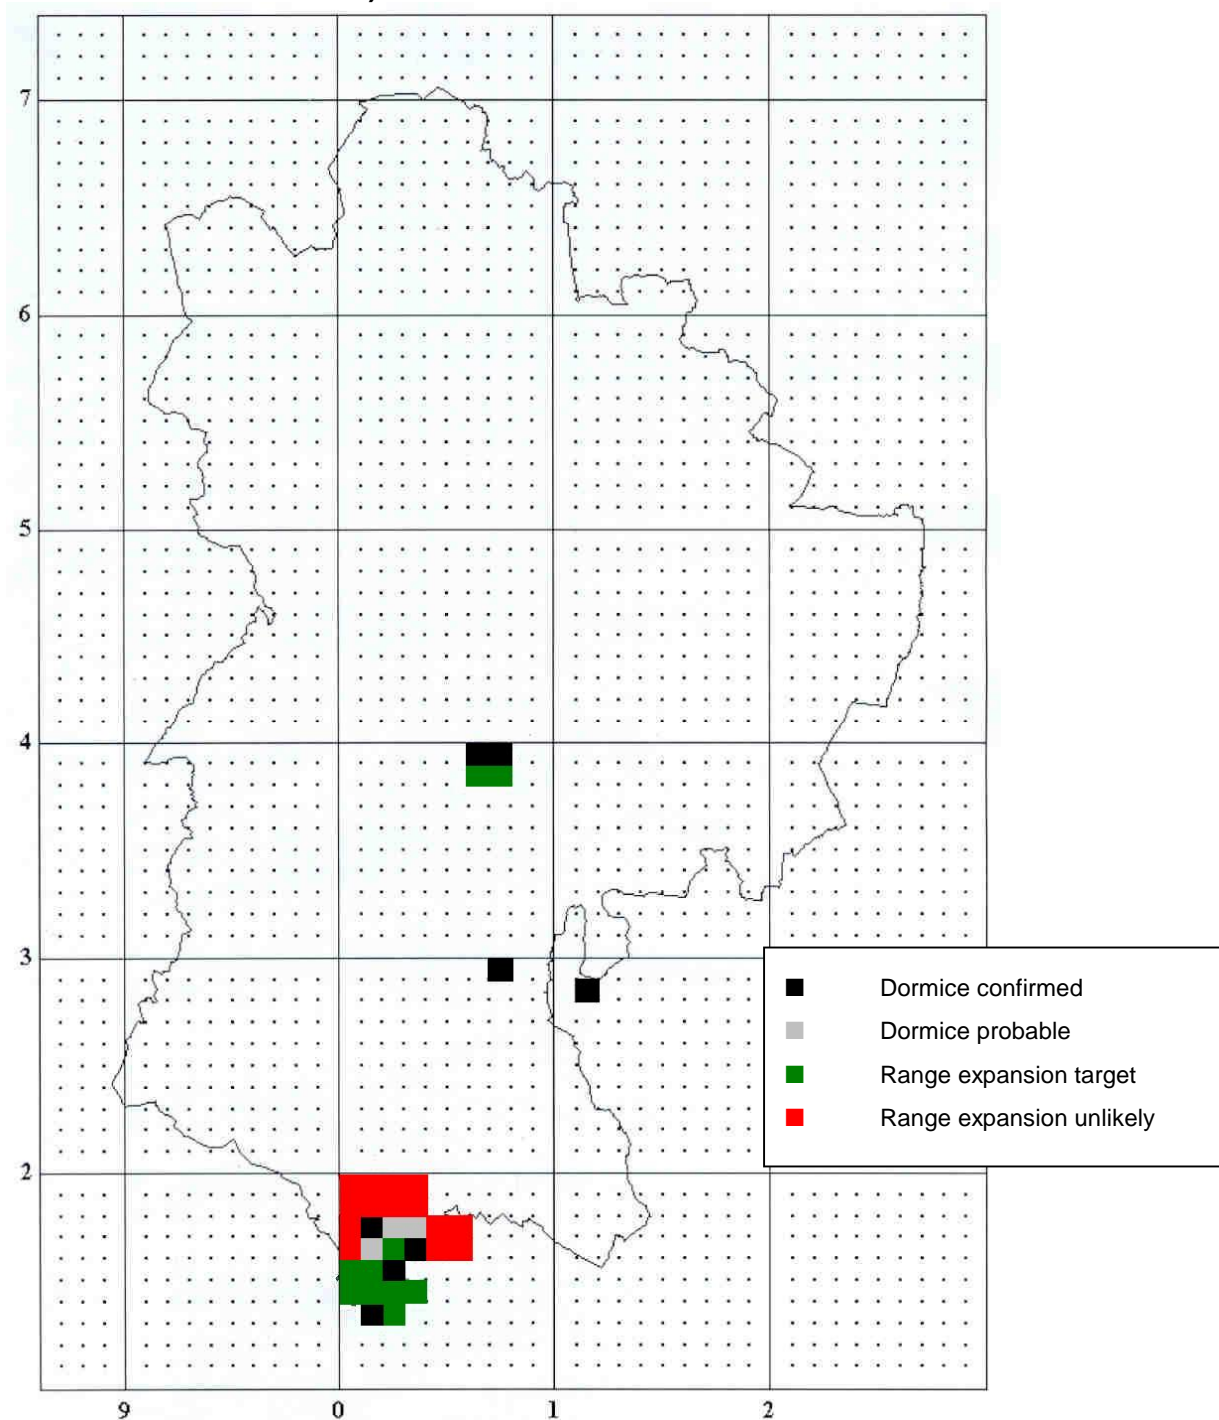 7
6
5
4
3
Dormice confirmed
Dormice probable
Range expansion target
Range expansion unlikely
2
9 0 1 2